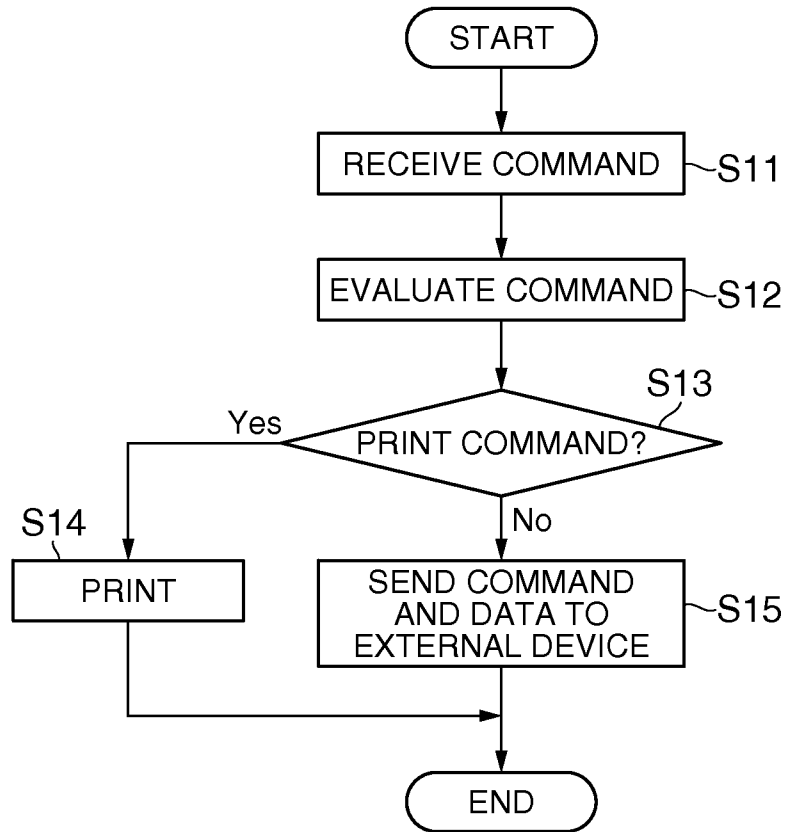 START
RECEIVE COMMAND
S11
EVALUATE COMMAND
S12
S13
Yes
PRINT COMMAND?
No
S14
PRINT
SEND COMMAND
AND DATA TO
EXTERNAL DEVICE
S15
END